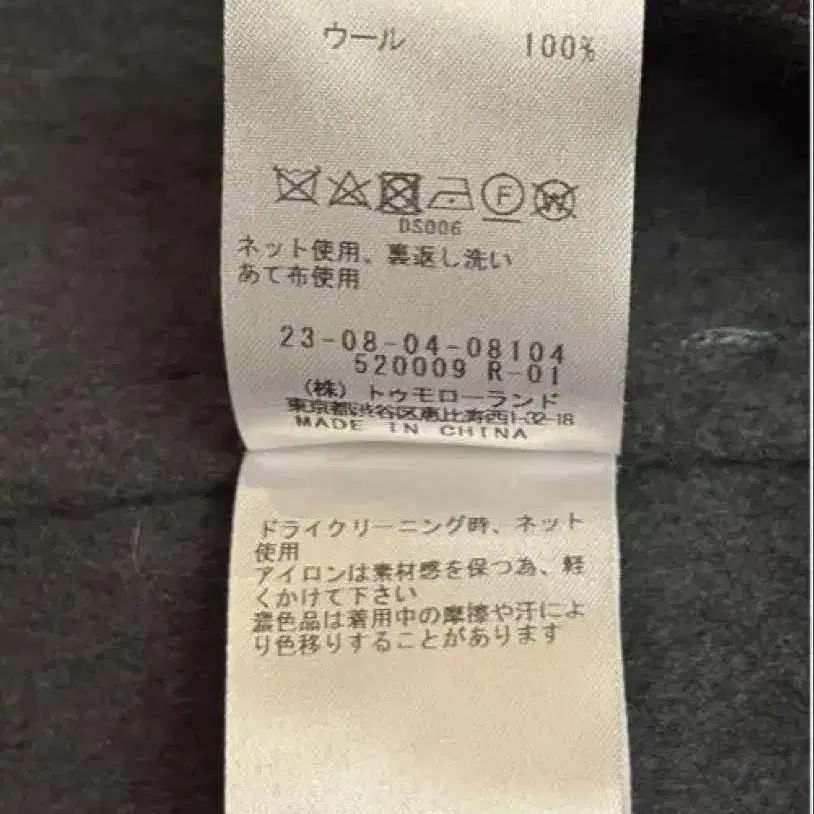 ウール 100%
F W
DS006
ネット使用、裏返し洗い
あて布使用
23-08-04-08104
520009 R-01
(株) トゥモローランド
東京都渋谷区恵比寿西1-32-18
MADE IN CHINA
ドライクリーニング時、ネット
使用
アイロンは素材感を保つ為、軽
くかけて下さい
濃色品は着用中の摩擦や汗によ
り色移りすることがあります